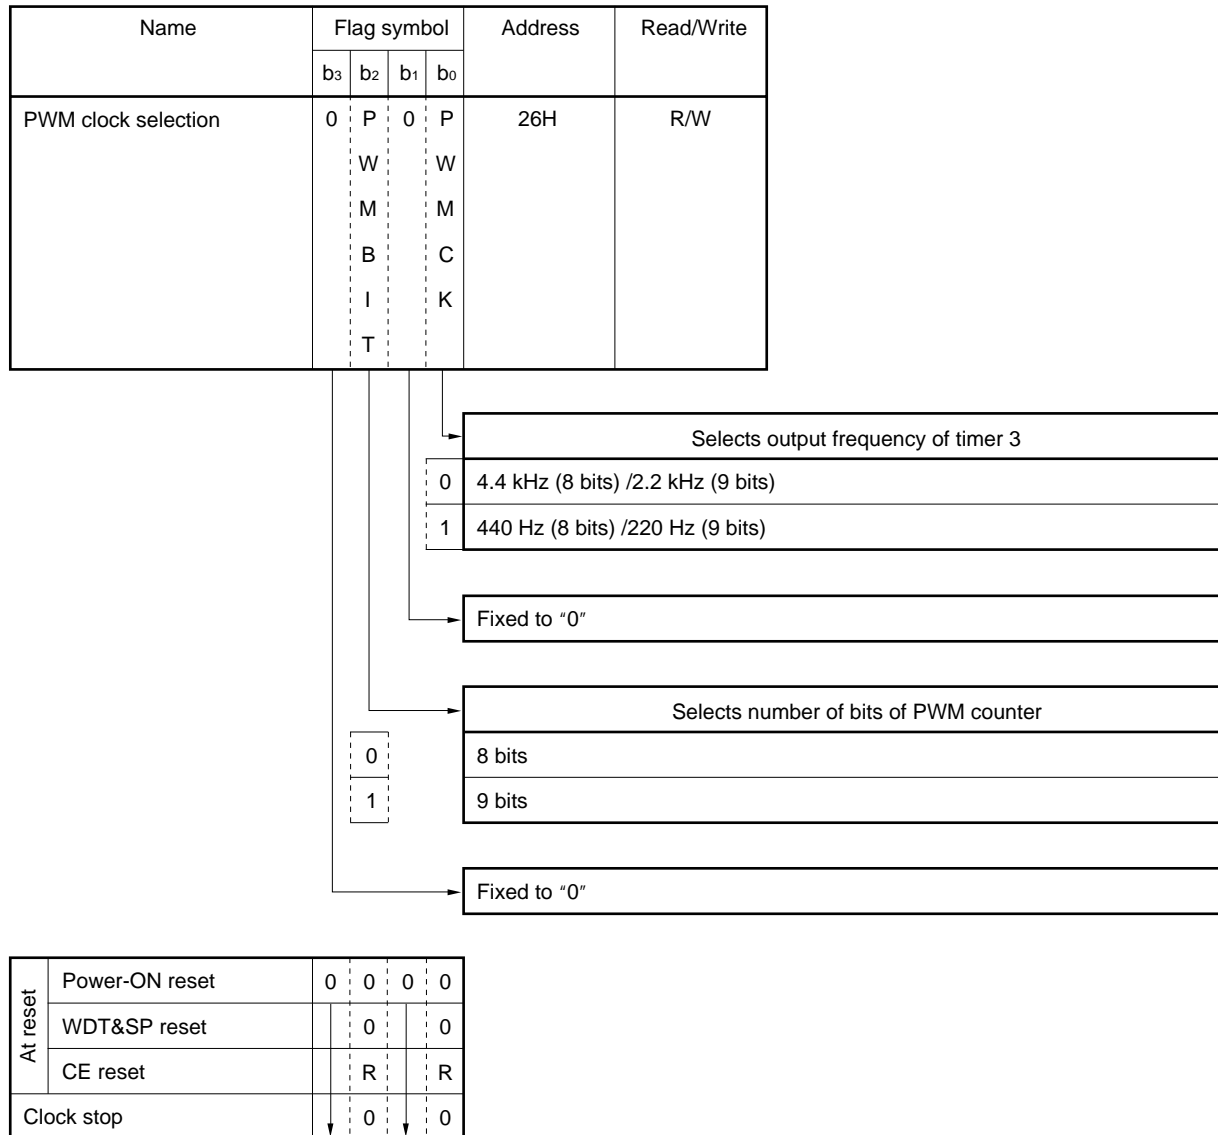 Name Flag symbol Address Read/Write
b3 b2 b1 b0
PWM clock selection 0 P 0 P 26H R/W
W W
M M
B C
I K
T
Selects output frequency of timer 3
0 4.4 kHz (8 bits) /2.2 kHz (9 bits)
1 440 Hz (8 bits) /220 Hz (9 bits)
Fixed to “0”
Selects number of bits of PWM counter
0 8 bits
1 9 bits
Fixed to “0”
At reset
Power-ON reset 0 0 0 0
WDT&SP reset 0 0
CE reset R R
Clock stop 0 0